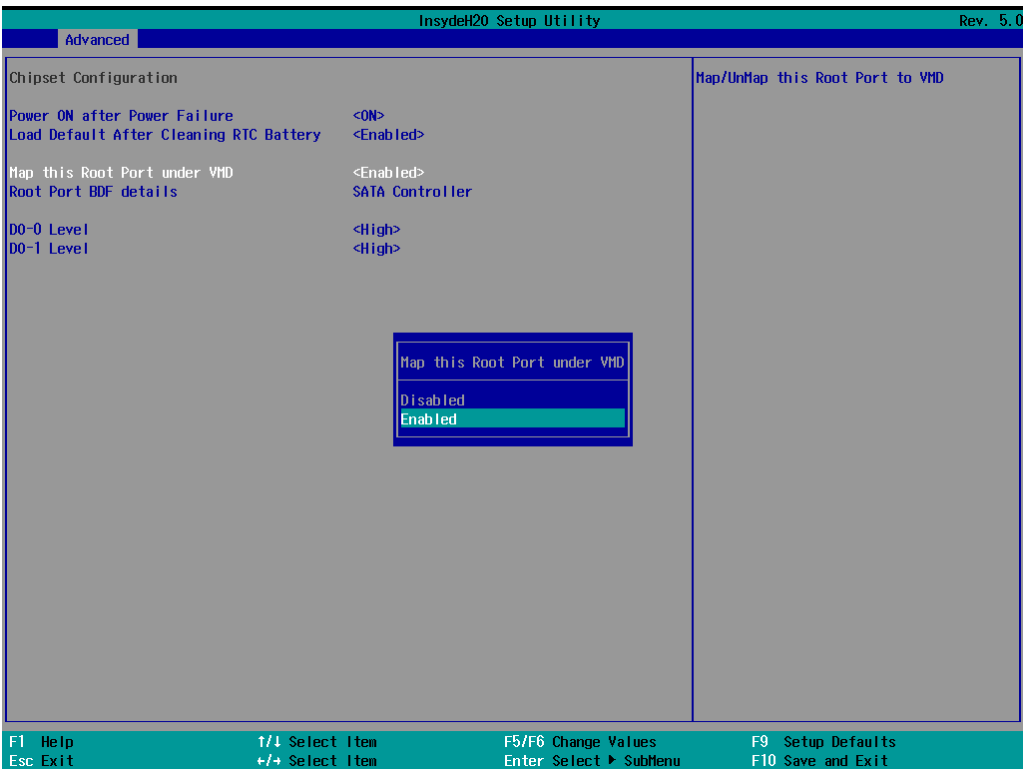 InsydeH20 Setup Utility Rev. 5.0
Advanced
Chipset Configuration
Map/UnMap this Root Port to VMD
Power ON after Power Failure <ON>
Load Default After Cleaning RTC Battery <Enabled>
Map this Root Port under VMD <Enabled>
Root Port BDF details SATA Controller
DO-0 Level <High>
DO-1 Level <High>
Map this Root Port under VMD
Disabled
Enabled
F1 Help ↑/↓ Select Item F5/F6 Change Values F9 Setup Defaults
Esc Exit ←/→ Select Item Enter Select ▶ SubMenu F10 Save and Exit